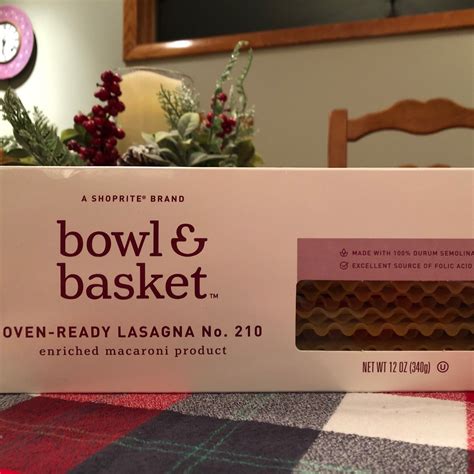 A SHOPRITE® BRAND
bowl &
basket™
OVEN-READY LASAGNA No. 210
enriched macaroni product
MADE WITH 100% DURUM SEMOLINA
EXCELLENT SOURCE OF FOLIC ACID
NET WT 12 OZ (340g) U